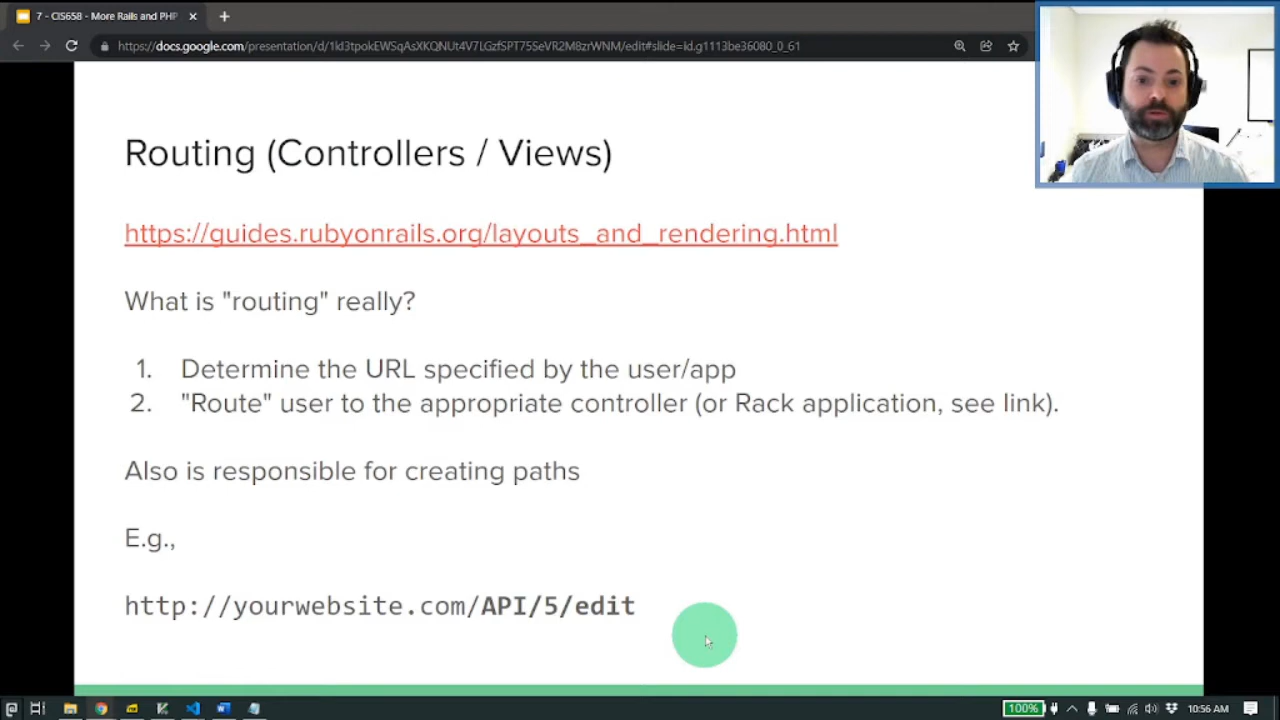 7 - CIS658 - More Rails and PHP
https://docs.google.com/presentation/d/1kI3tpokEWSqAsXKQNUt4V7LGzfSPT75SeVR2M8zrWNM/edit#slide=id.g1113be36080_0_61
Routing (Controllers / Views)
https://guides.rubyonrails.org/layouts_and_rendering.html
What is "routing" really?
1. Determine the URL specified by the user/app
2. "Route" user to the appropriate controller (or Rack application, see link).
Also is responsible for creating paths
E.g.,
http://yourwebsite.com/API/5/edit
100% 10:56 AM